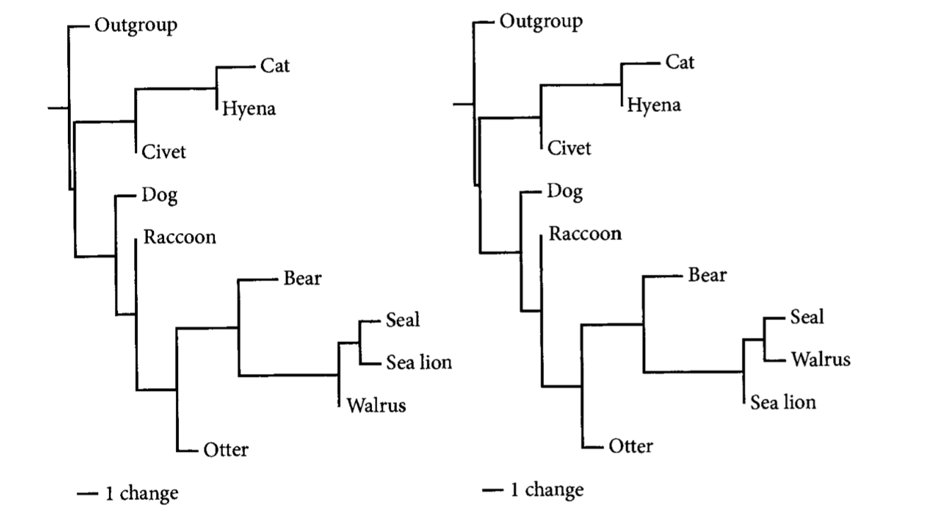 Outgroup
Cat
Hyena
Civet
Dog
Raccoon
Bear
Seal
Sea lion
Walrus
Otter
1 change
Outgroup
Cat
Hyena
Civet
Dog
Raccoon
Bear
Seal
Walrus
Sea lion
Otter
1 change